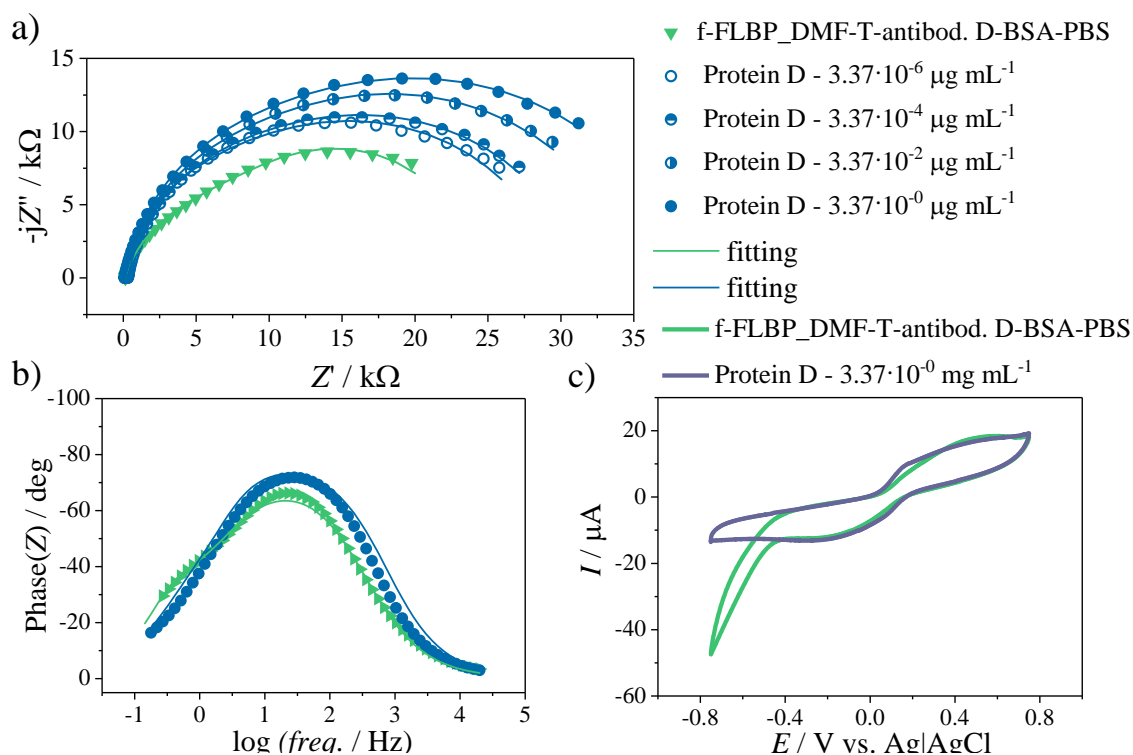 a)
15
10
5
0
-jZ'' / kΩ
0 5 10 15 20 25 30 35
Z' / kΩ
f-FLBP_DMF-T-antibod. D-BSA-PBS
Protein D - 3.37·10⁻⁶ µg mL⁻¹
Protein D - 3.37·10⁻⁴ µg mL⁻¹
Protein D - 3.37·10⁻² µg mL⁻¹
Protein D - 3.37·10⁻⁰ µg mL⁻¹
fitting
fitting
f-FLBP_DMF-T-antibod. D-BSA-PBS
Protein D - 3.37·10⁻⁰ mg mL⁻¹
b)
-100
-80
-60
-40
-20
0
Phase(Z) / deg
-1 0 1 2 3 4 5
log (freq. / Hz)
c)
20
0
-20
-40
-60
I / µA
-0.8 -0.4 0.0 0.4 0.8
E / V vs. Ag|AgCl